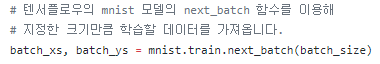 # 텐서플로우의 mnist 모델의 next_batch 함수를 이용해
# 지정한 크기만큼 학습할 데이터를 가져옵니다.
batch_xs, batch_ys = mnist.train.next_batch(batch_size)